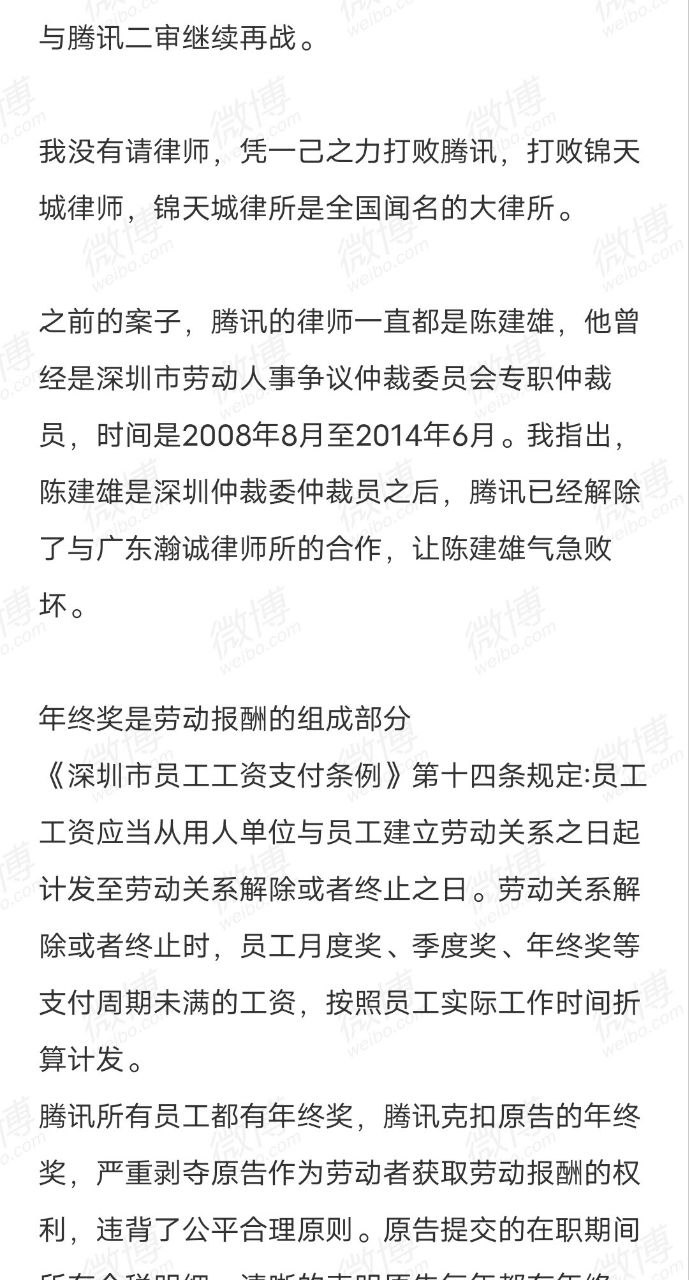 与腾讯二审继续再战。
我没有请律师，凭一己之力打败腾讯，打败锦天
城律师，锦天城律所是全国闻名的大律所。
之前的案子，腾讯的律师一直都是陈建雄，他曾
经是深圳市劳动人事争议仲裁委员会专职仲裁
员，时间是2008年8月至2014年6月。我指出，
陈建雄是深圳仲裁委仲裁员之后，腾讯已经解除
了与广东瀚诚律师所的合作，让陈建雄气急败
坏。
年终奖是劳动报酬的组成部分
《深圳市员工工资支付条例》第十四条规定:员工
工资应当从用人单位与员工建立劳动关系之日起
计发至劳动关系解除或者终止之日。劳动关系解
除或者终止时，员工月度奖、季度奖、年终奖等
支付周期未满的工资，按照员工实际工作时间折
算计发。
腾讯所有员工都有年终奖，腾讯克扣原告的年终
奖，严重剥夺原告作为劳动者获取劳动报酬的权
利，违背了公平合理原则。原告提交的在职期间